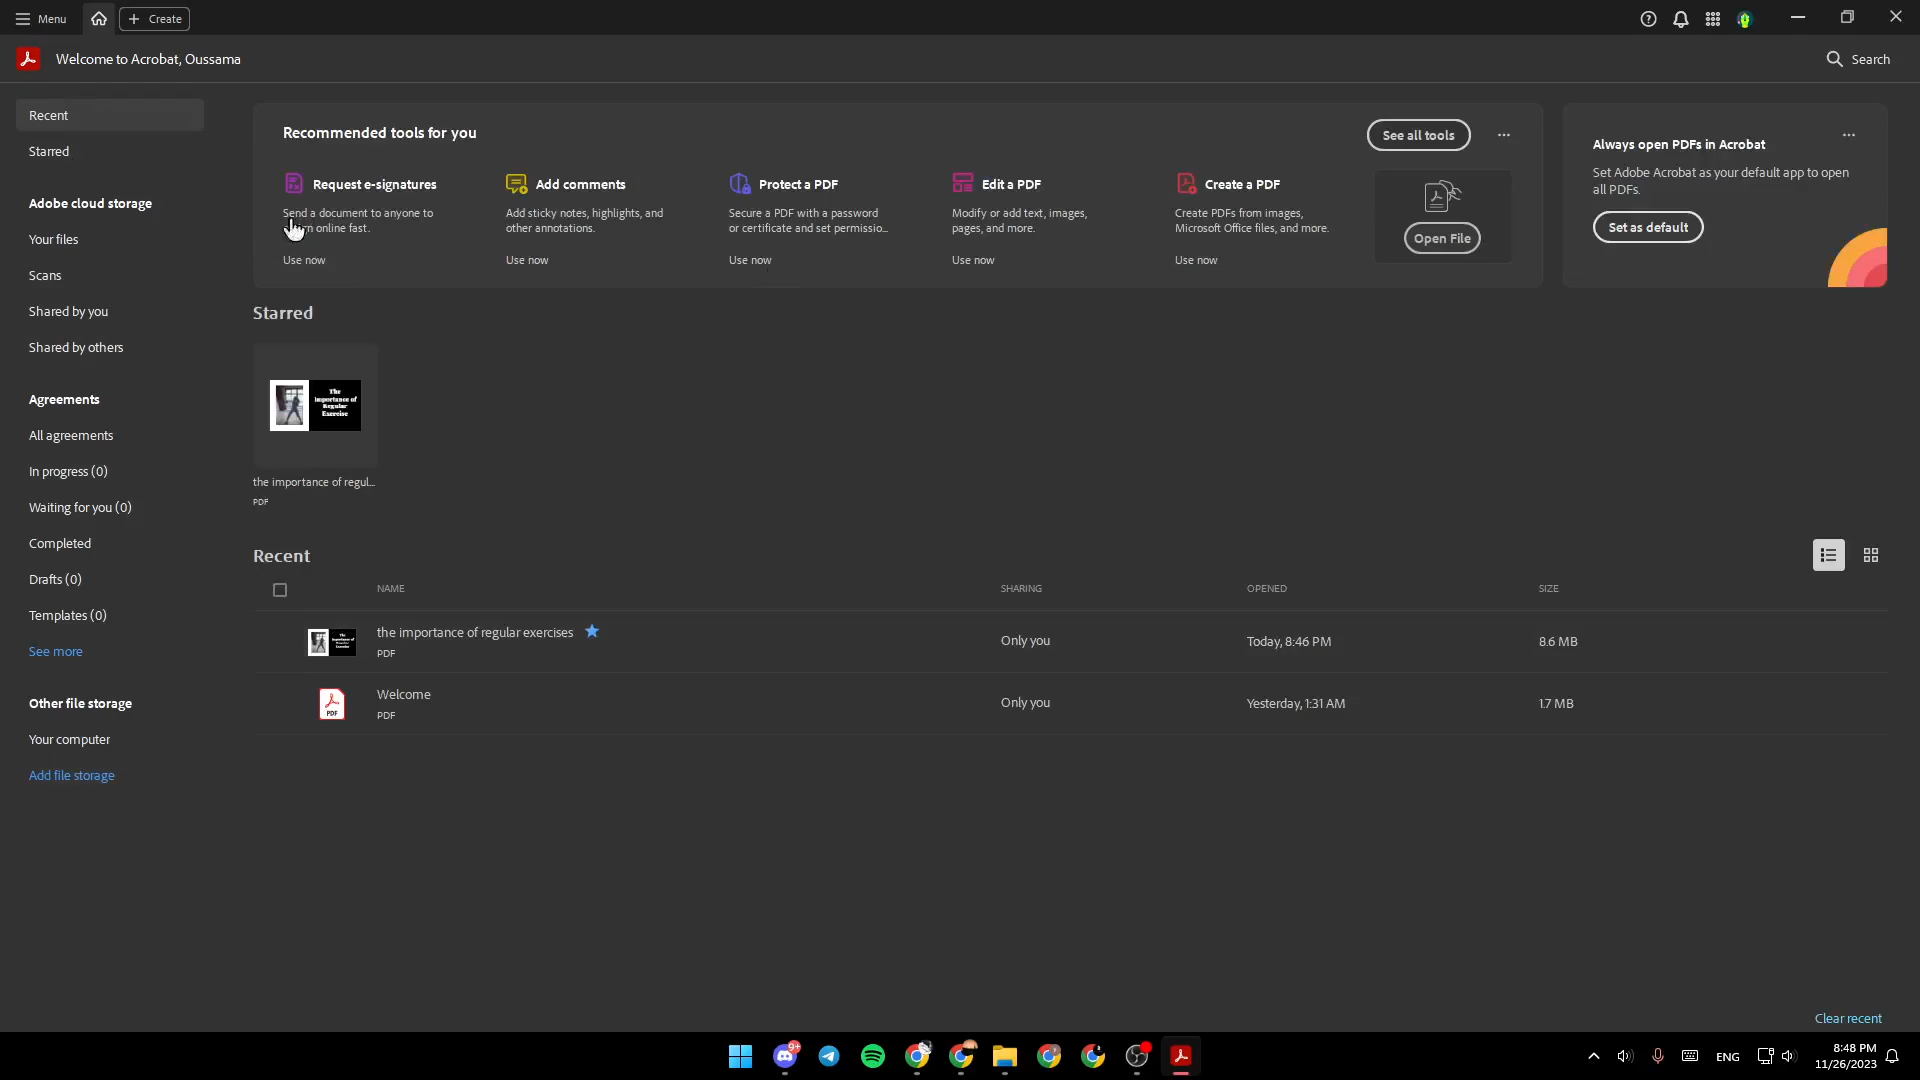 Menu
Create
Welcome to Acrobat, Oussama
Search
Recent
Starred
Adobe cloud storage
Your files
Scans
Shared by you
Shared by others
Agreements
All agreements
In progress (0)
Waiting for you (0)
Completed
Drafts (0)
Templates (0)
See more
Other file storage
Your computer
Add file storage
Recommended tools for you
See all tools
Request e-signatures
Send a document to anyone to
online fast.
Use now
Add comments
Add sticky notes, highlights, and
other annotations.
Use now
Protect a PDF
Secure a PDF with a password
or certificate and set permissio...
Use now
Edit a PDF
Modify or add text, images,
pages, and more.
Use now
Create a PDF
Create PDFs from images,
Microsoft Office files, and more.
Use now
Open File
Always open PDFs in Acrobat
Set Adobe Acrobat as your default app to open
all PDFs.
Set as default
Starred
The
Importance of
Regular
Exercise
the importance of regul...
PDF
Recent
NAME SHARING OPENED SIZE
the importance of regular exercises Only you Today, 8:46 PM 8.6 MB
PDF
Welcome Only you Yesterday, 1:31 AM 1.7 MB
PDF
PDF
Clear recent
9+
ENG
8:48 PM
11/26/2023